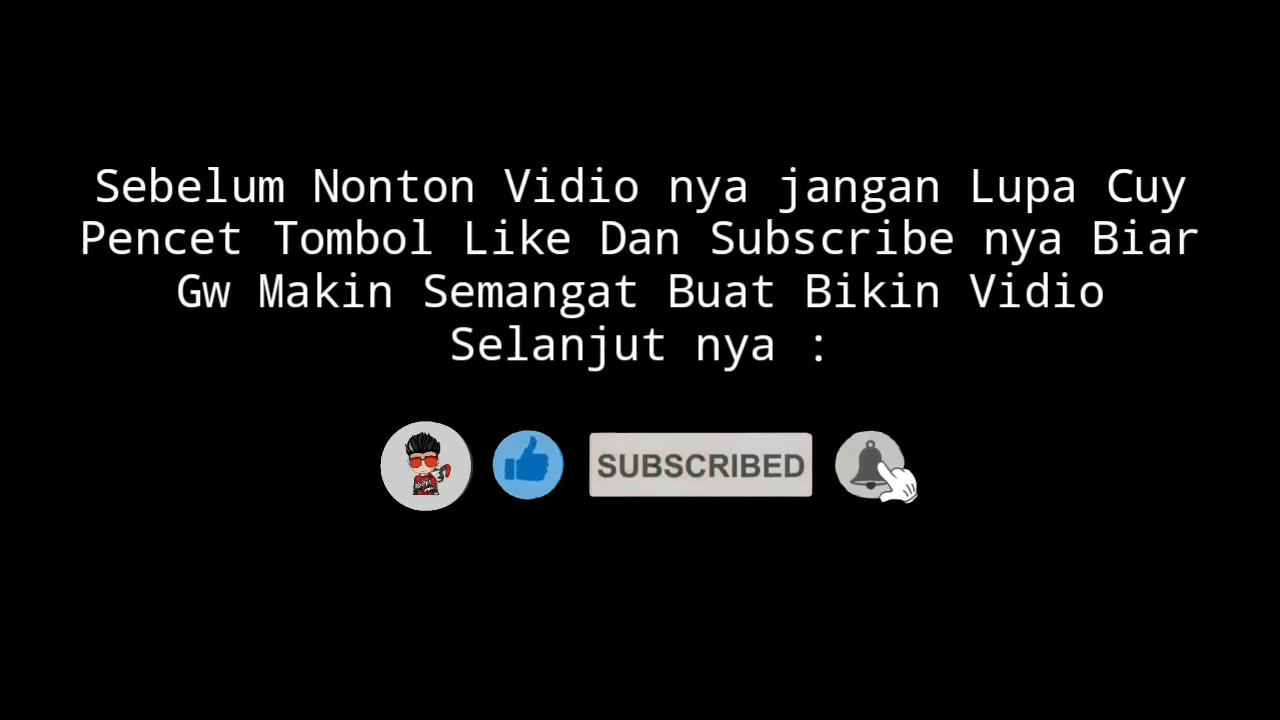 Sebelum Nonton Vidio nya jangan Lupa Cuy
Pencet Tombol Like Dan Subscribe nya Biar
Gw Makin Semangat Buat Bikin Vidio
Selanjut nya :
SUBSCRIBED